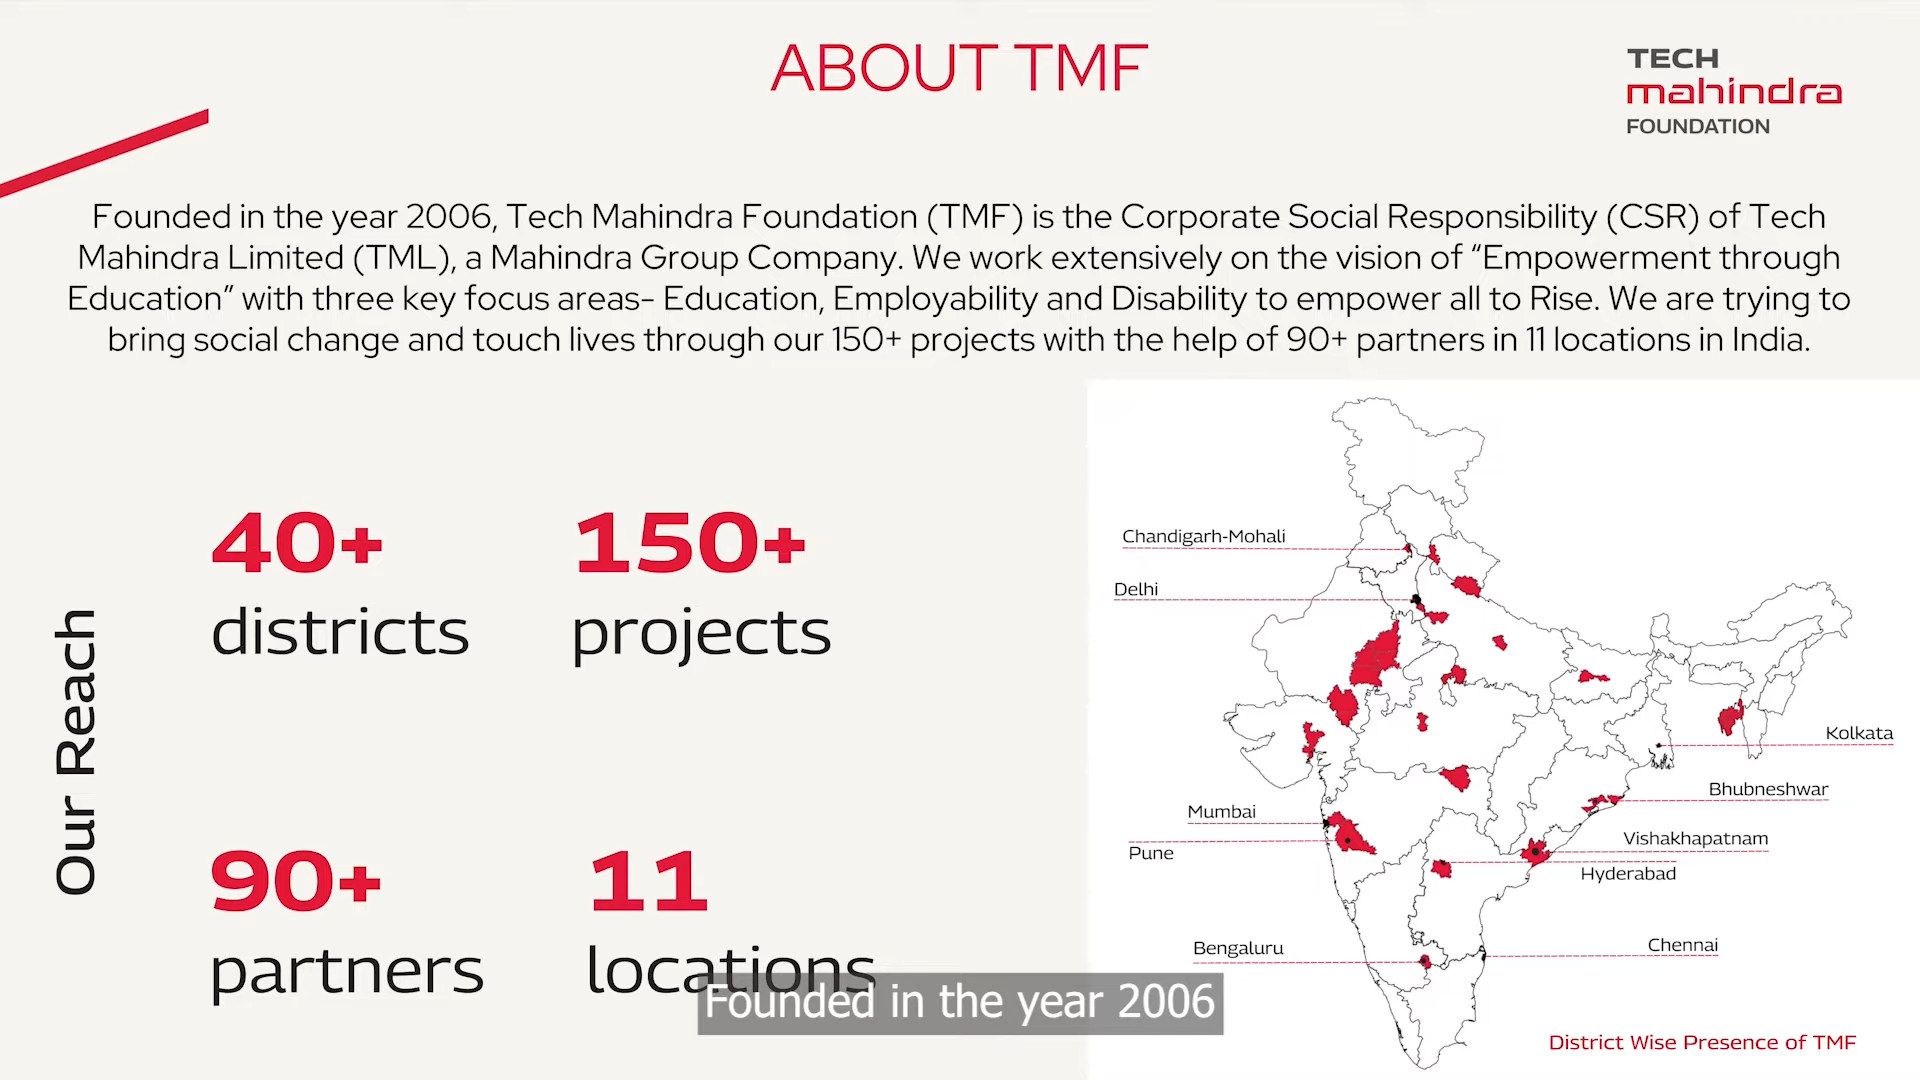 ABOUT TMF
TECH
mahindra
FOUNDATION
Founded in the year 2006, Tech Mahindra Foundation (TMF) is the Corporate Social Responsibility (CSR) of Tech
Mahindra Limited (TML), a Mahindra Group Company. We work extensively on the vision of “Empowerment through
Education” with three key focus areas- Education, Employability and Disability to empower all to Rise. We are trying to
bring social change and touch lives through our 150+ projects with the help of 90+ partners in 11 locations in India.
Our Reach
40+
districts
150+
projects
90+
partners
11
locations
Chandigarh-Mohali
Delhi
Kolkata
Bhubneshwar
Mumbai
Vishakhapatnam
Pune
Hyderabad
Bengaluru
Chennai
District Wise Presence of TMF
Founded in the year 2006